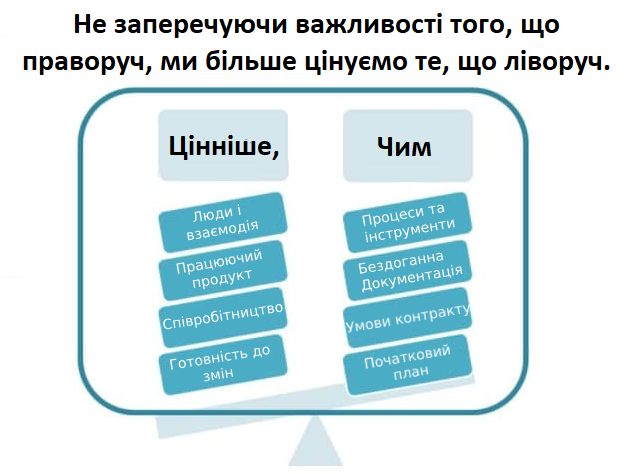 Не заперечуючи важливості того, що
праворуч, ми більше цінуємо те, що ліворуч.
Цінніше,
Чим
Люди і
взаємодія
Працюючий
продукт
Співробітництво
Готовність до
змін
Процеси та
інструменти
Бездоганна
Документація
Умови контракту
Початковий
план